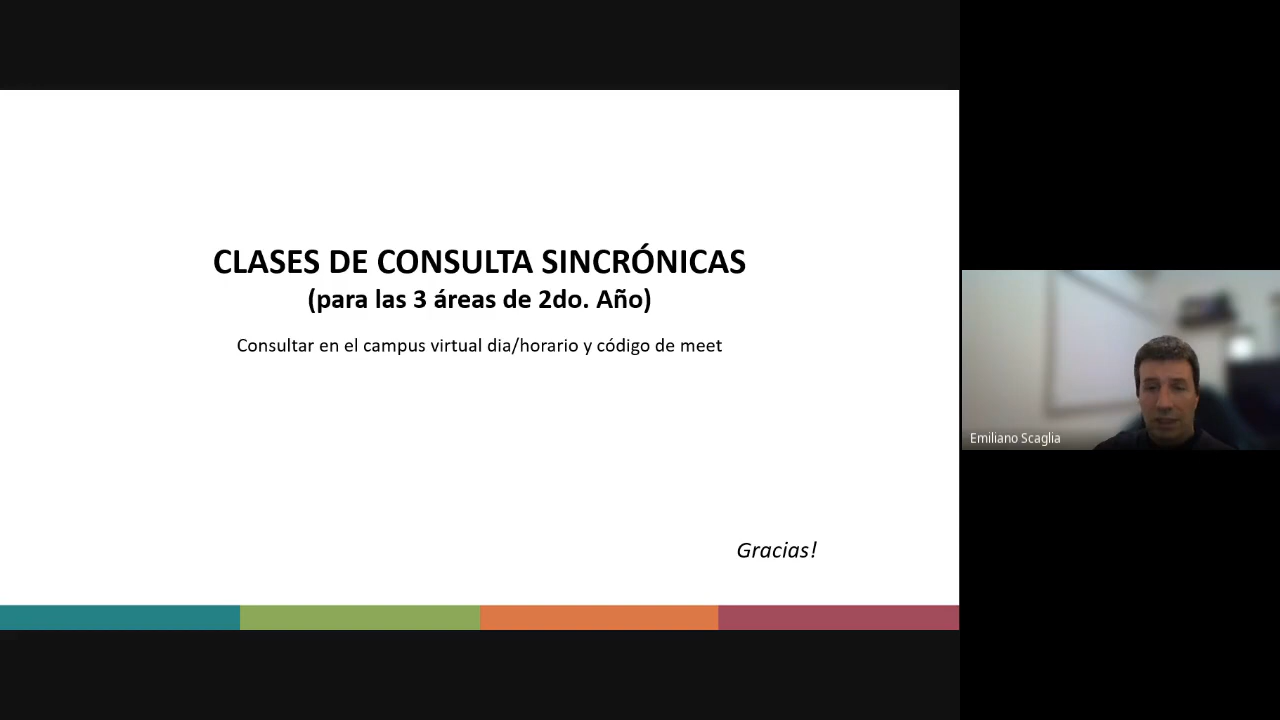 CLASES DE CONSULTA SINCRÓNICAS
(para las 3 áreas de 2do. Año)
Consultar en el campus virtual dia/horario y código de meet
Gracias!
Emiliano Scaglia